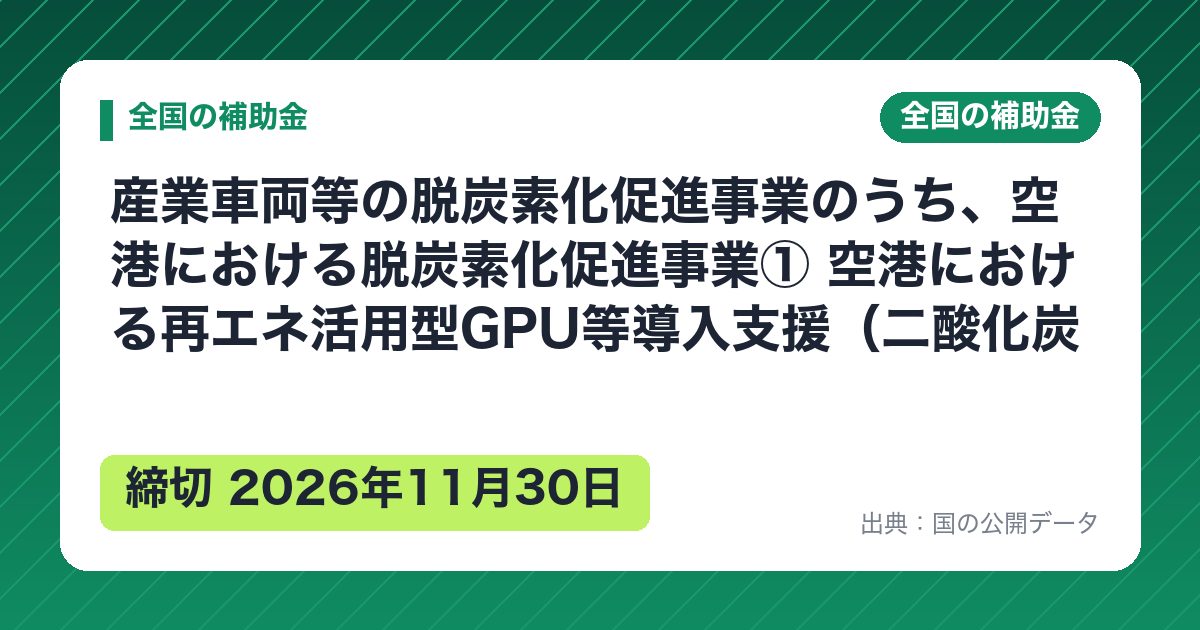 全国の補助金
全国の補助金
産業車両等の脱炭素化促進事業のうち、空
港における脱炭素化促進事業① 空港におけ
る再エネ活用型GPU等導入支援（二酸化炭
締切 2026年11月30日
出典：国の公開データ